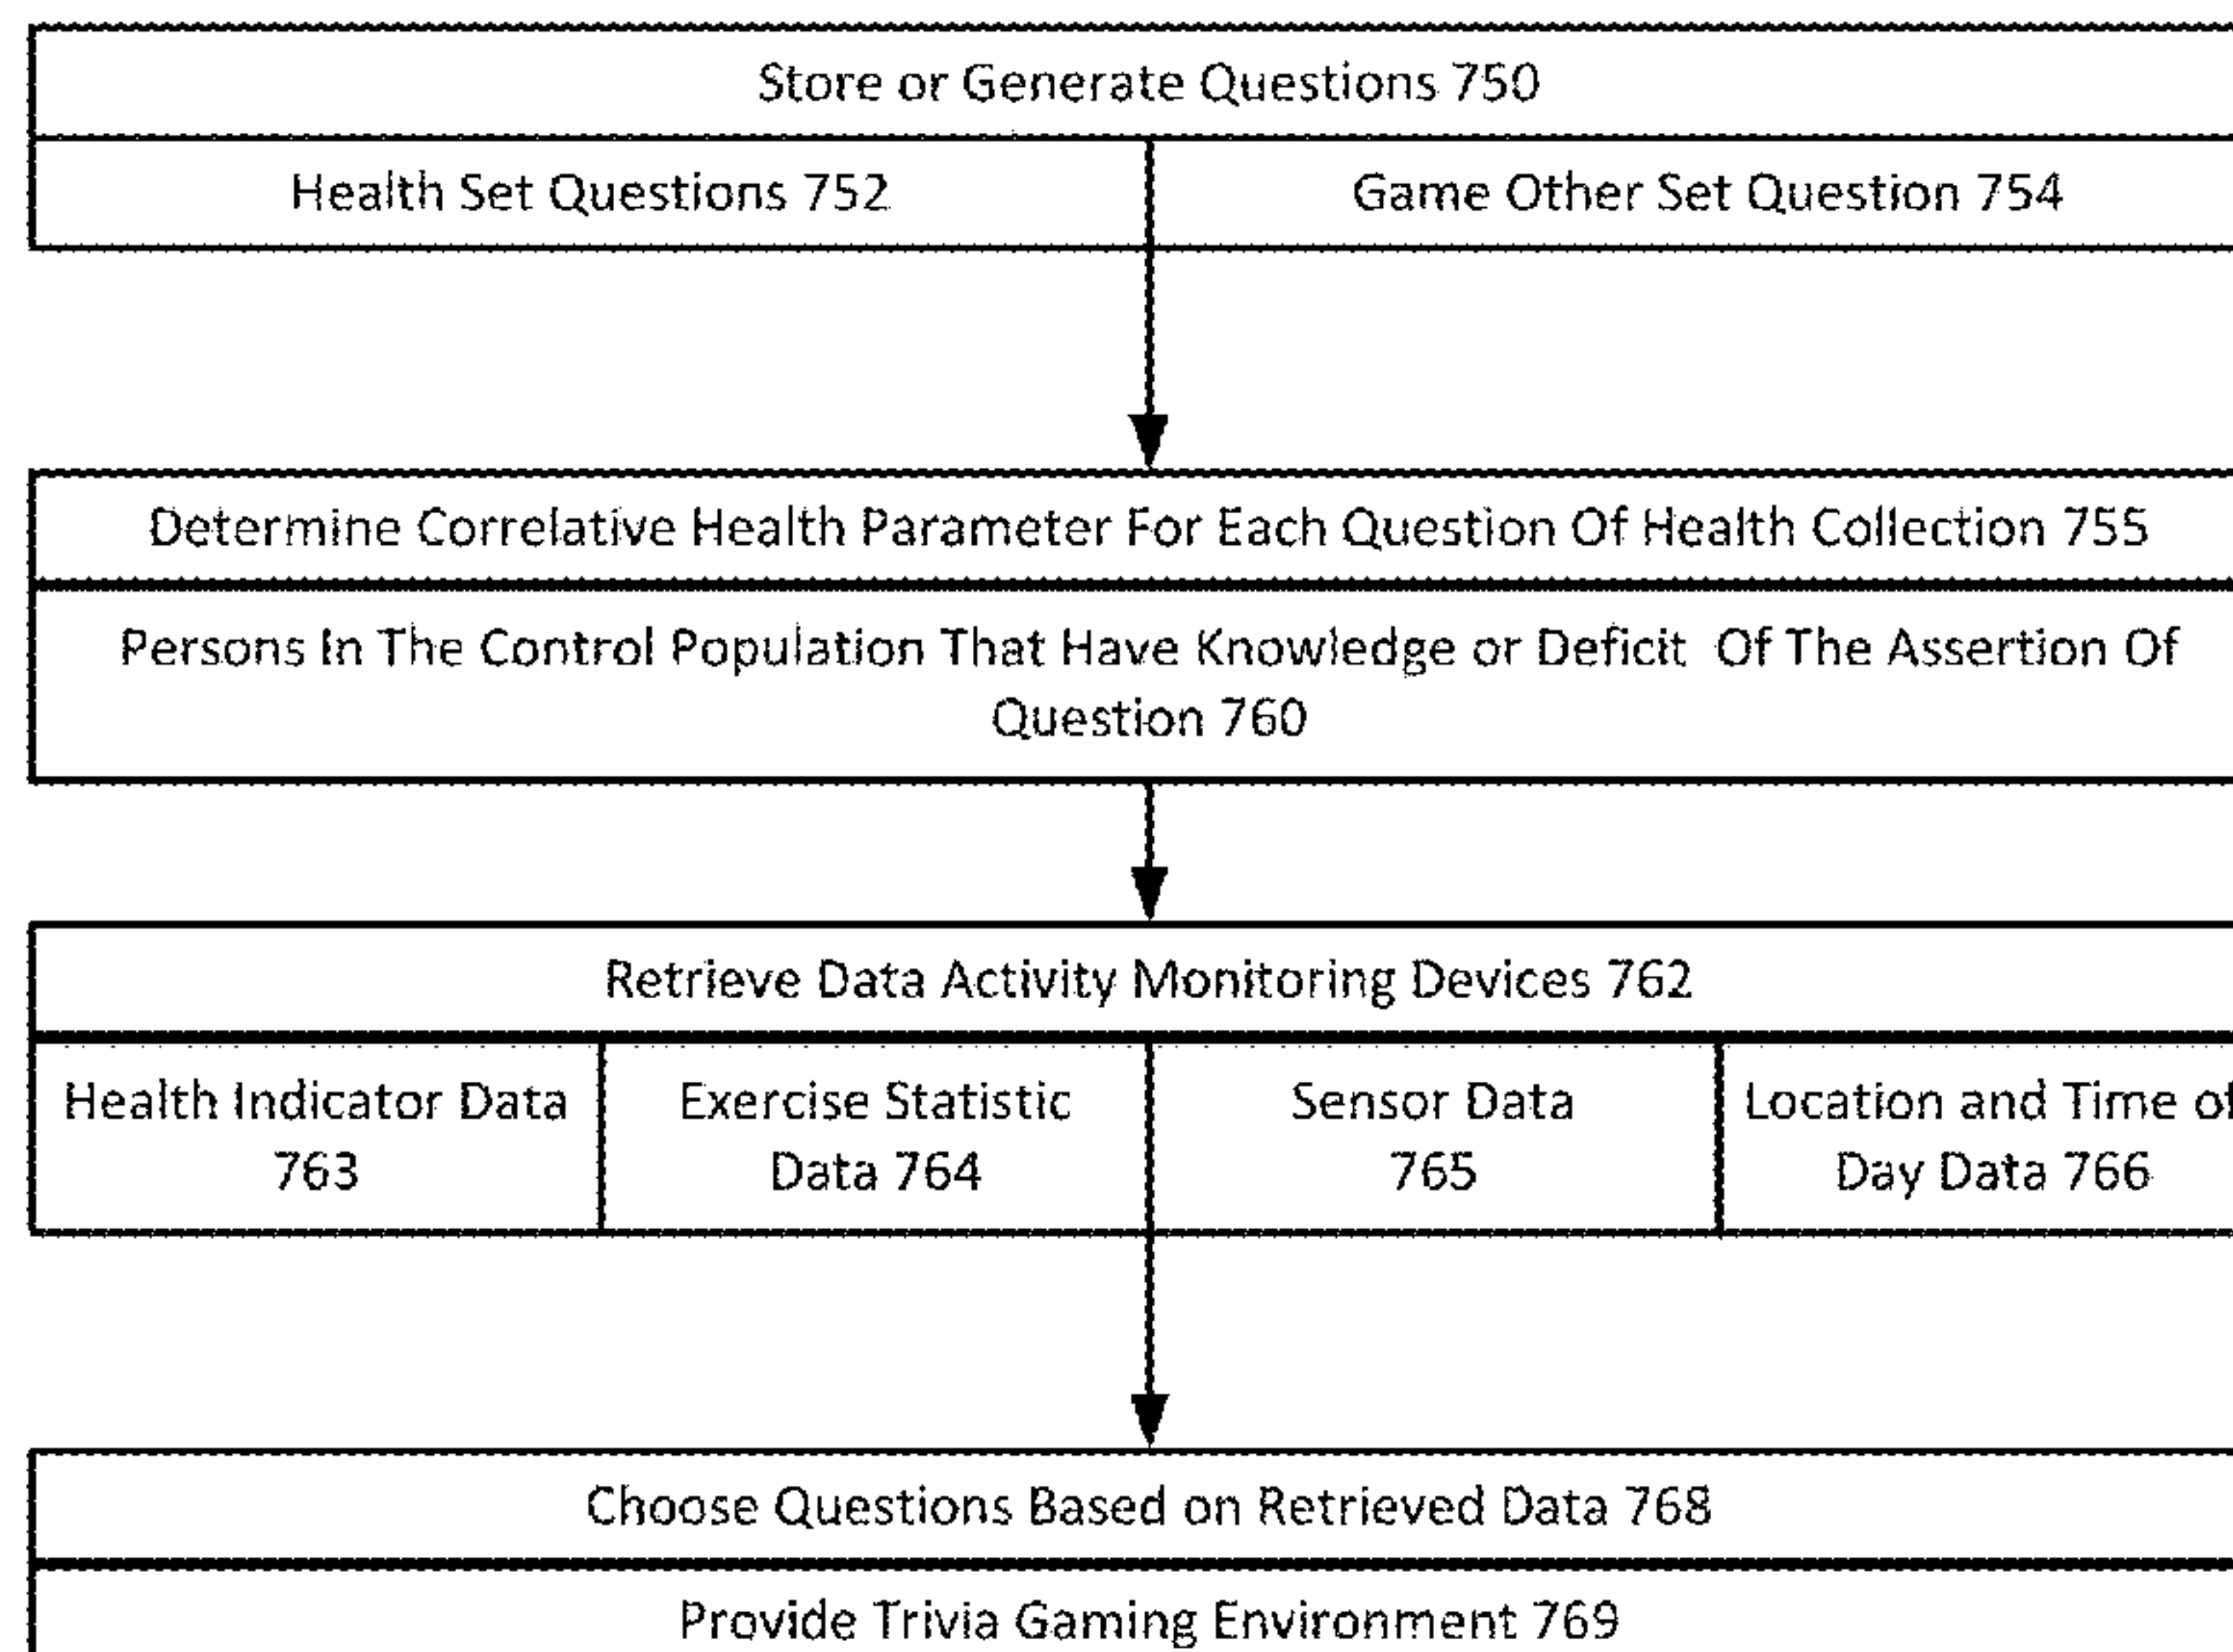 Store or Generate Questions 750
Health Set Questions 752
Game Other Set Question 754
Determine Correlative Health Parameter For Each Question Of Health Collection 755
Persons In The Control Population That Have Knowledge or Deficit Of The Assertion Of
Question 760
Retrieve Data Activity Monitoring Devices 762
Health Indicator Data
763
Exercise Statistic
Data 764
Sensor Data
765
Location and Time of
Day Data 766
Choose Questions Based on Retrieved Data 768
Provide Trivia Gaming Environment 769